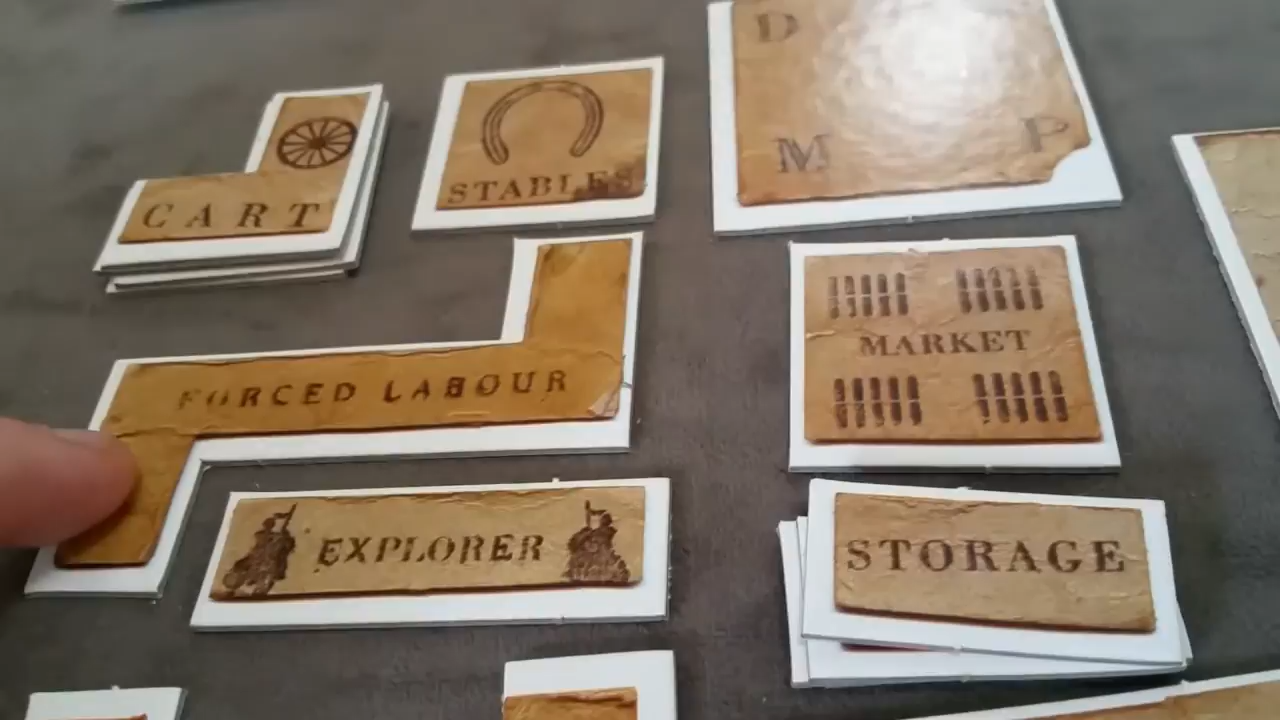 D
M P
CART
STABLES
FORCED LABOUR
MARKET
EXPLORER
STORAGE